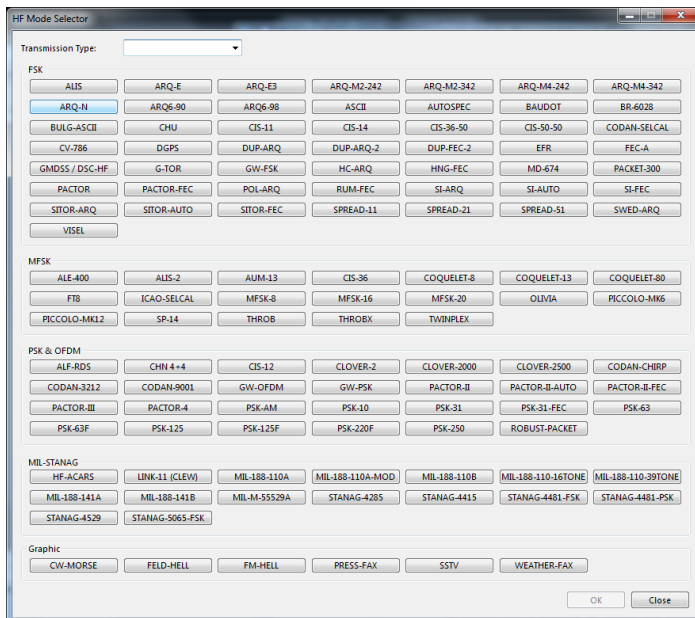 HF Mode Selector
Transmission Type:
FSK
ALIS ARQ-E ARQ-E3 ARQ-M2-242 ARQ-M2-342 ARQ-M4-242 ARQ-M4-342
ARQ-N ARQ6-90 ARQ6-98 ASCII AUTOSPEC BAUDOT BR-6028
BULG-ASCII CHU CIS-11 CIS-14 CIS-36-50 CIS-50-50 CODAN-SELCAL
CV-786 DGPS DUP-ARQ DUP-ARQ-2 DUP-FEC-2 EFR FEC-A
GMDSS / DSC-HF G-TOR GW-FSK HC-ARQ HNG-FEC MD-674 PACKET-300
PACTOR PACTOR-FEC POL-ARQ RUM-FEC SI-ARQ SI-AUTO SI-FEC
SITOR-ARQ SITOR-AUTO SITOR-FEC SPREAD-11 SPREAD-21 SPREAD-51 SWED-ARQ
VISEL
MFSK
ALE-400 ALIS-2 AUM-13 CIS-36 COQUELET-8 COQUELET-13 COQUELET-80
FT8 ICAO-SELCAL MFSK-8 MFSK-16 MFSK-20 OLIVIA PICCOLO-MK6
PICCOLO-MK12 SP-14 THROB THROBX TWINPLEX
PSK & OFDM
ALF-RDS CHN 4+4 CIS-12 CLOVER-2 CLOVER-2000 CLOVER-2500 CODAN-CHIRP
CODAN-3212 CODAN-9001 GW-OFDM GW-PSK PACTOR-II PACTOR-II-AUTO PACTOR-II-FEC
PACTOR-III PACTOR-4 PSK-AM PSK-10 PSK-31 PSK-31-FEC PSK-63
PSK-63F PSK-125 PSK-125F PSK-220F PSK-250 ROBUST-PACKET
MIL-STANAG
HF-ACARS LINK-11 (CLEW) MIL-188-110A MIL-188-110A-MOD MIL-188-110B MIL-188-110-16TONE MIL-188-110-39TONE
MIL-188-141A MIL-188-141B MIL-M-55529A STANAG-4285 STANAG-4415 STANAG-4481-FSK STANAG-4481-PSK
STANAG-4529 STANAG-5065-FSK
Graphic
CW-MORSE FELD-HELL FM-HELL PRESS-FAX SSTV WEATHER-FAX
OK Close